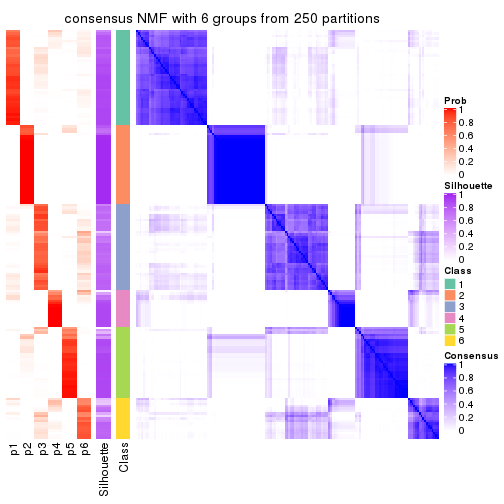 consensus NMF with 6 groups from 250 partitions
Prob
1
0.8
0.6
0.4
0.2
0
Silhouette
1
0.8
0.6
0.4
0.2
0
Class
1
2
3
4
5
6
Consensus
1
0.8
0.6
0.4
0.2
0
p1
p2
p3
p4
p5
p6
Silhouette
Class